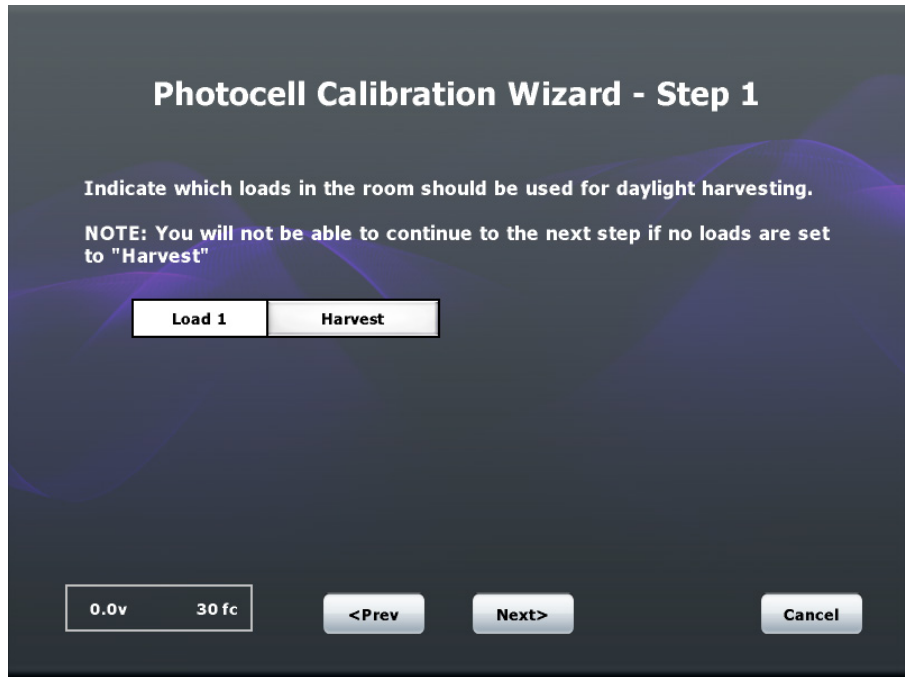 Photocell Calibration Wizard - Step 1
Indicate which loads in the room should be used for daylight harvesting.
NOTE: You will not be able to continue to the next step if no loads are set
to "Harvest"
Load 1 Harvest
0.0v 30 fc <Prev Next> Cancel